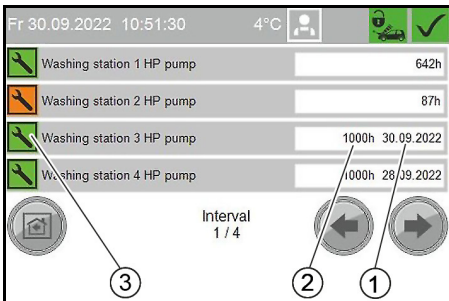 Fr 30.09.2022 10:51:30 4°C
Washing station 1 HP pump 642h
Washing station 2 HP pump 87h
Washing station 3 HP pump 1000h 30.09.2022
Washing station 4 HP pump 1000h 28.09.2022
Interval
1 / 4
3 2 1